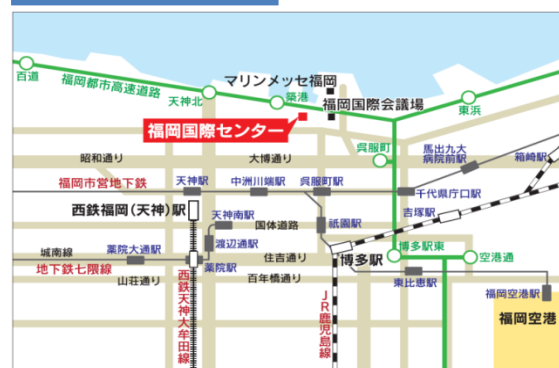 百道
福岡都市高速道路
天神北
マリンメッセ福岡
築港
福岡国際会議場
東浜
福岡国際センター
呉服町
馬出九大
病院前駅
箱崎駅
昭和通り
大博通り
福岡市営地下鉄
天神駅
中洲川端駅
呉服町駅
千代県庁口駅
西鉄福岡（天神）駅
天神南駅
国体道路
祇園駅
吉塚駅
城南線
薬院大通駅
渡辺通駅
住吉通り
博多駅
博多駅東
空港通
地下鉄七隈線
薬院駅
山荘通り
百年橋通り
東比恵駅
福岡空港駅
福岡空港
西鉄天神大牟田線
JR鹿児島線